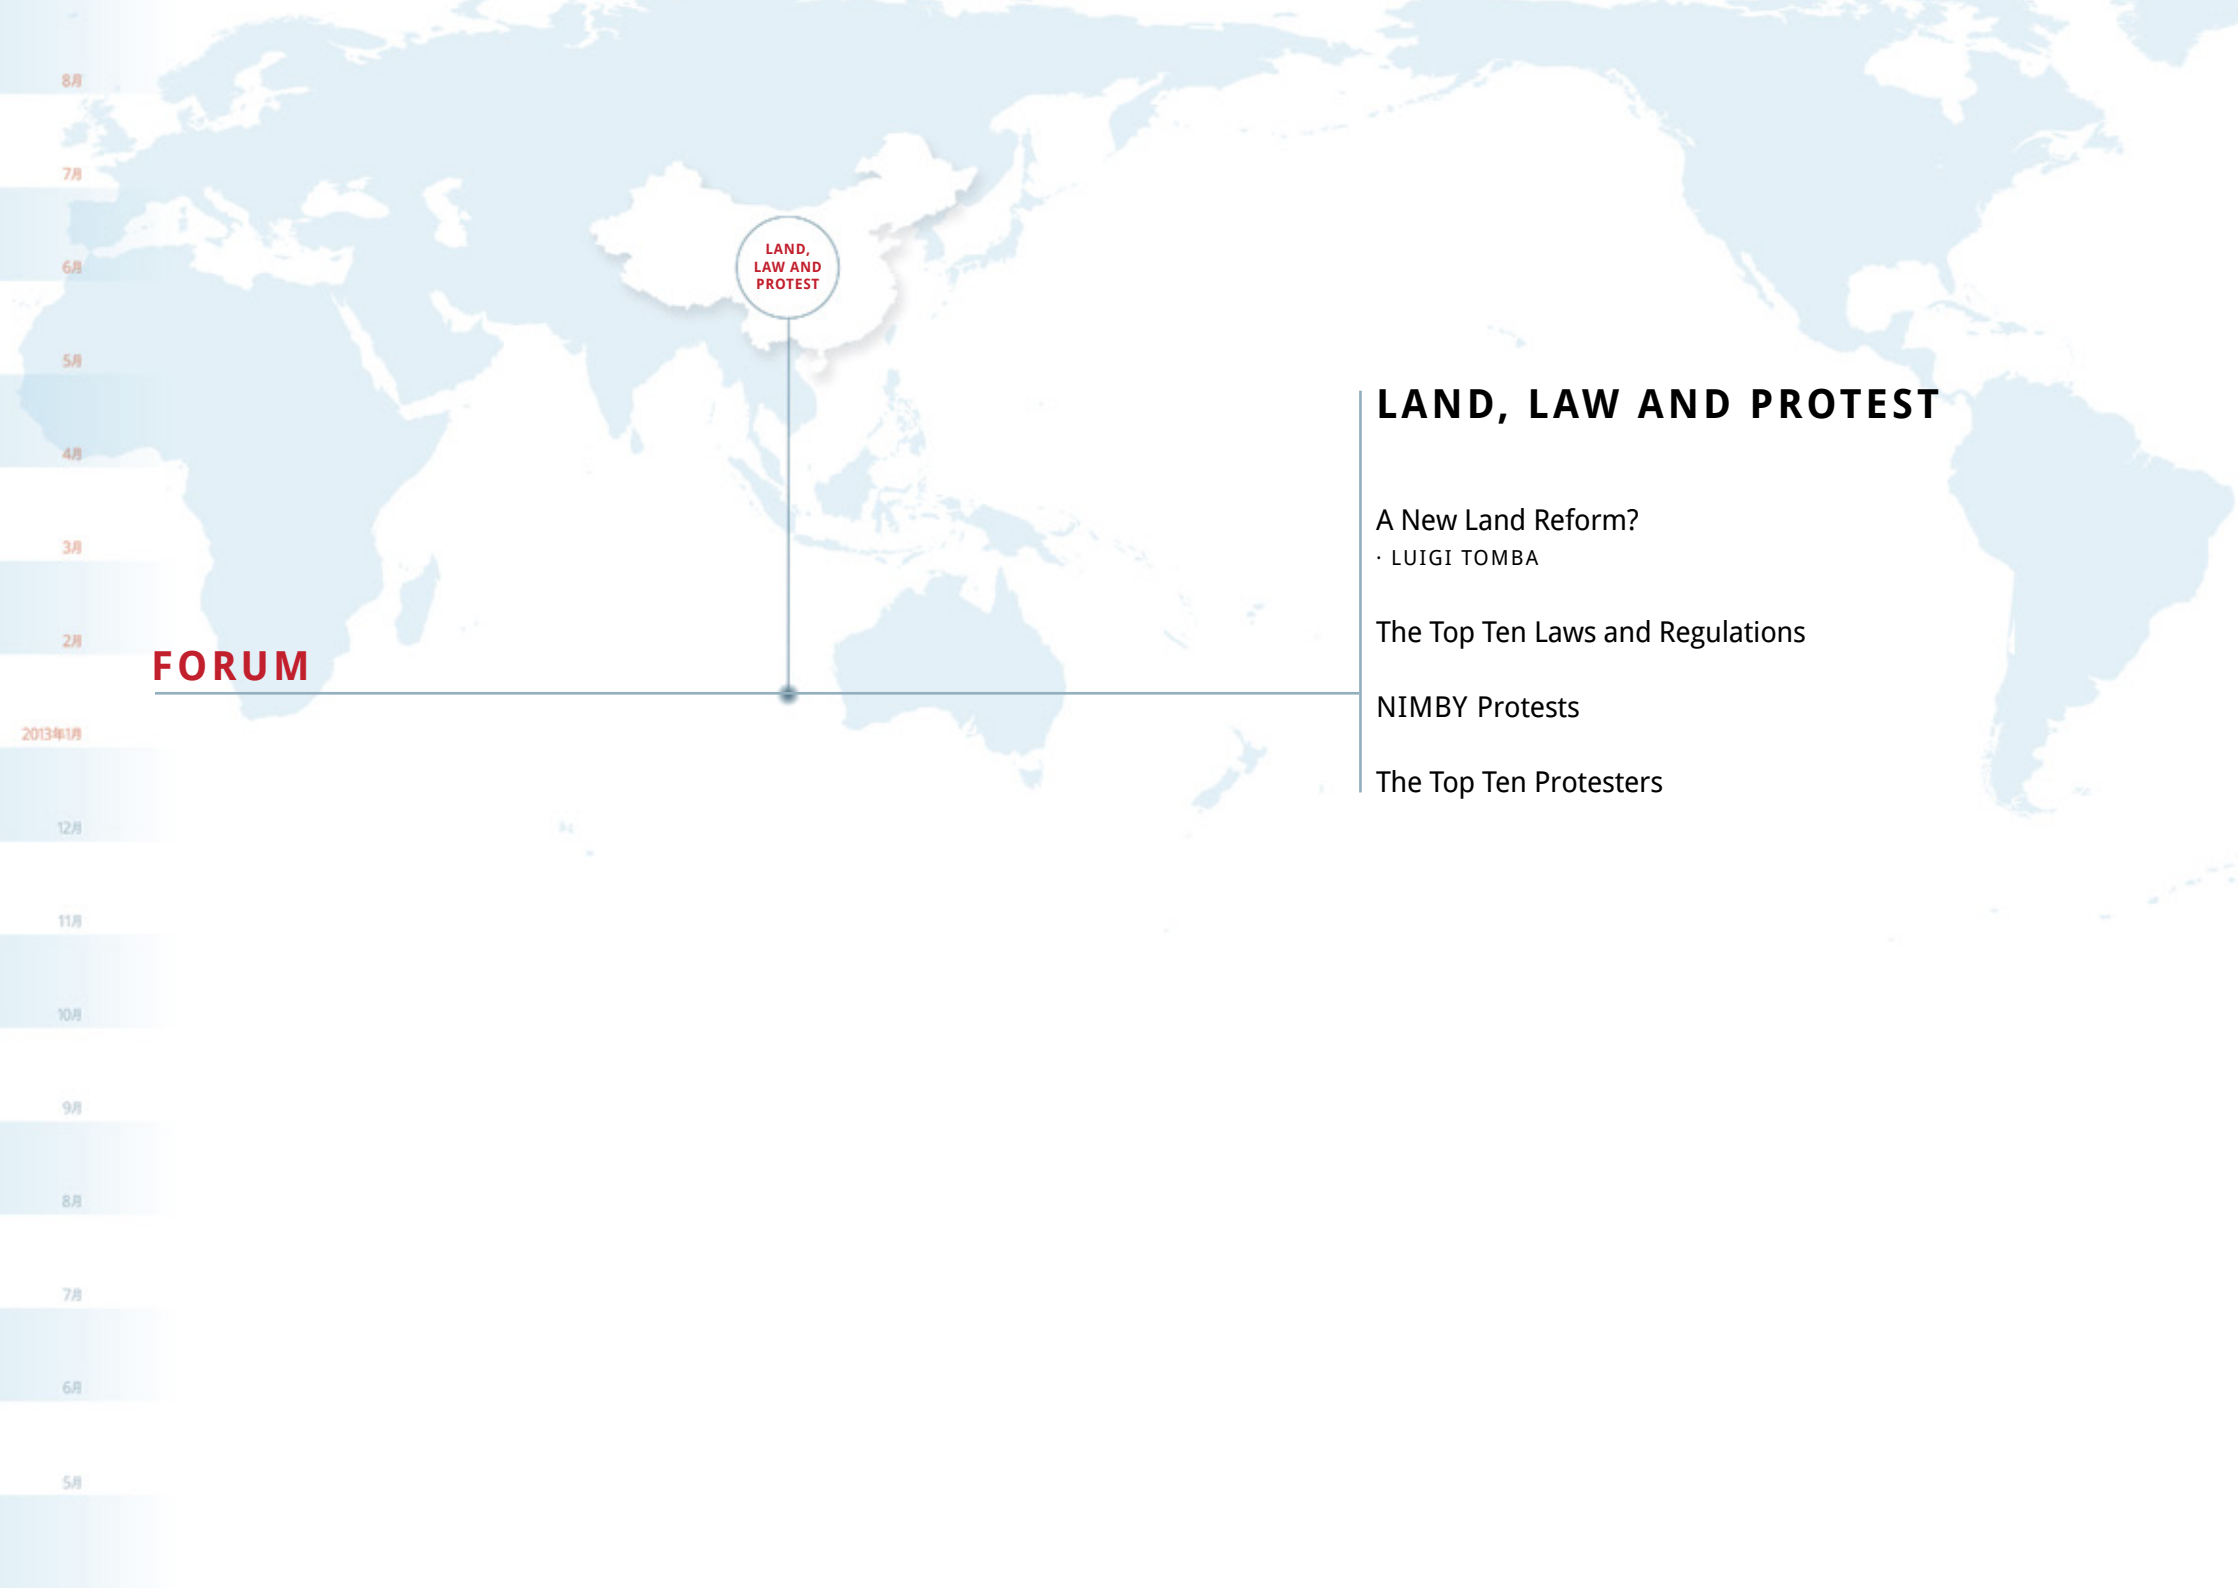 8月
7月
6月
5月
4月
3月
2月
2013年1月
12月
11月
10月
9月
8月
7月
6月
5月
LAND,
LAW AND
PROTEST
FORUM
LAND, LAW AND PROTEST
A New Land Reform?
· LUIGI TOMBA
The Top Ten Laws and Regulations
NIMBY Protests
The Top Ten Protesters